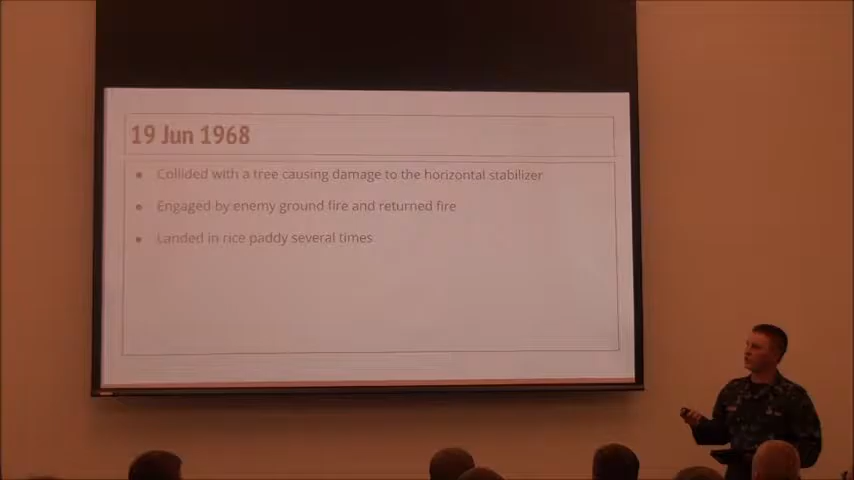 19 Jun 1968
Collided with a tree causing damage to the horizontal stabilizer
Engaged by enemy ground fire and returned fire
Landed in rice paddy several times